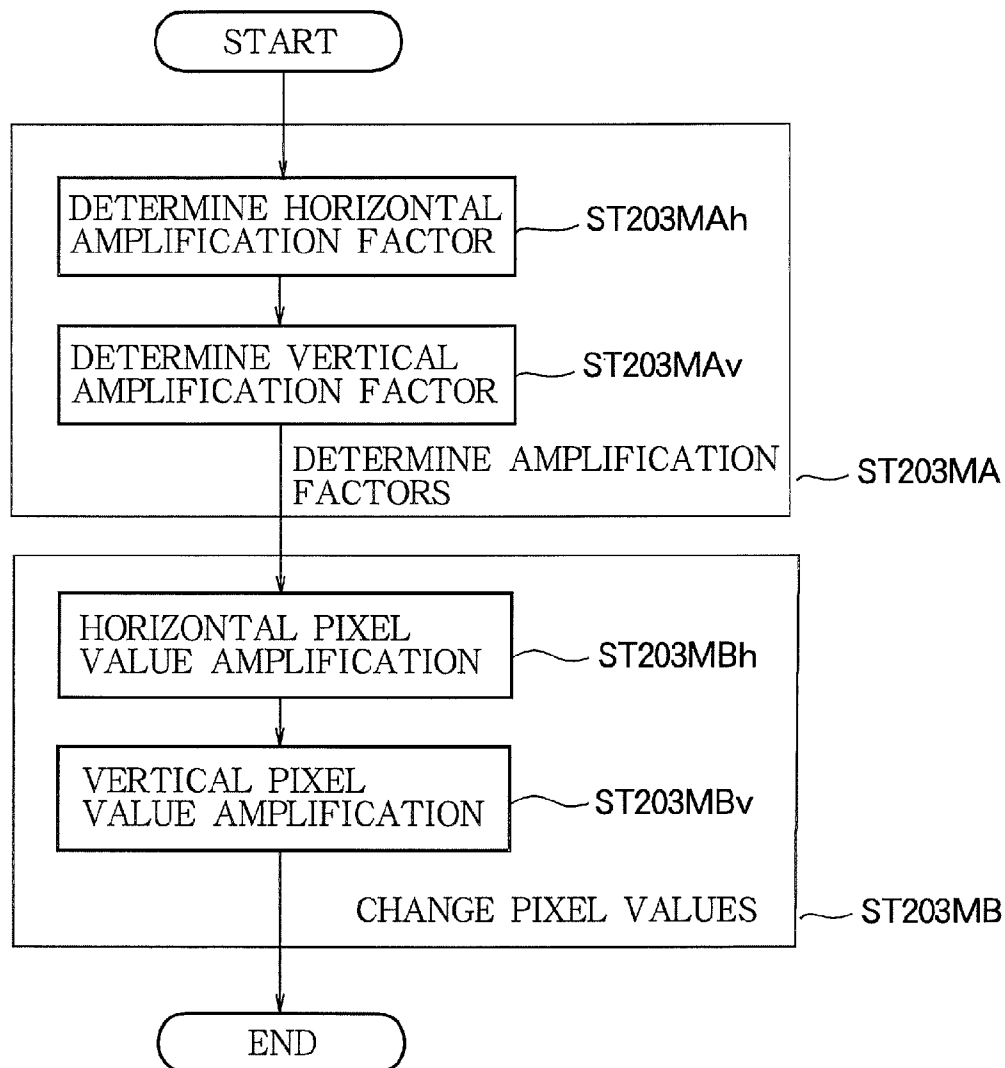 START
DETERMINE HORIZONTAL
AMPLIFICATION FACTOR
ST203MAh
DETERMINE VERTICAL
AMPLIFICATION FACTOR
ST203MAv
DETERMINE AMPLIFICATION
FACTORS
ST203MA
HORIZONTAL PIXEL
VALUE AMPLIFICATION
ST203MBh
VERTICAL PIXEL
VALUE AMPLIFICATION
ST203MBv
CHANGE PIXEL VALUES
ST203MB
END